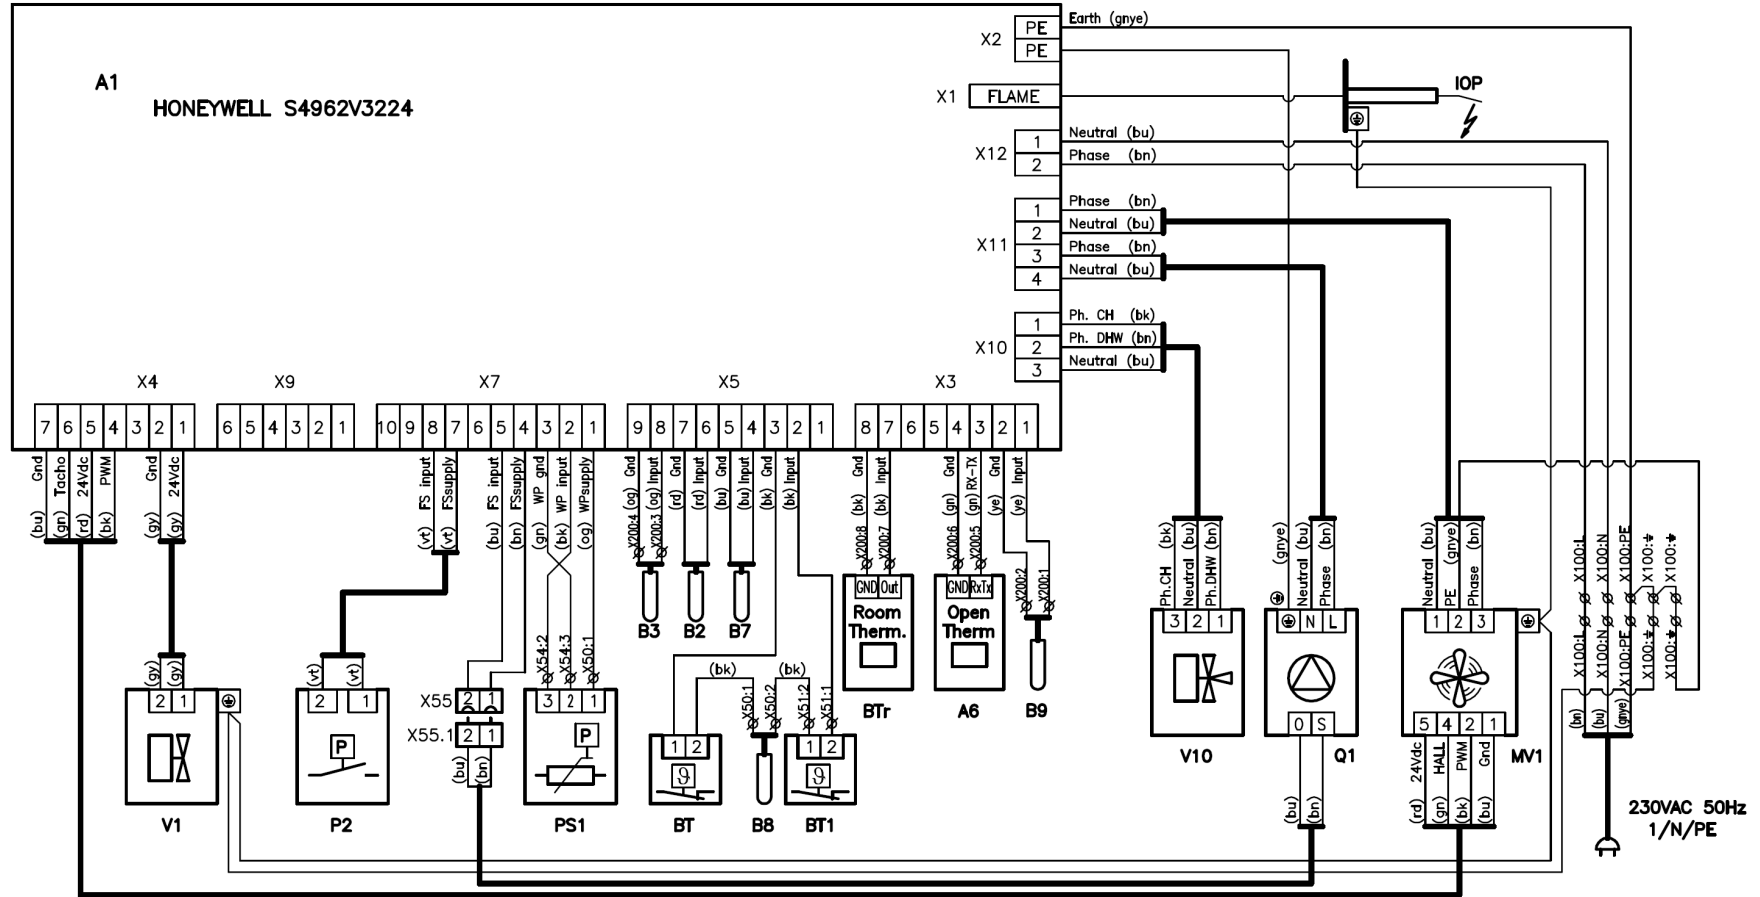 A1
HONEYWELL S4962V3224
X2
PE
PE
Earth (gnye)
X1
FLAME
IOP
X12
1
2
Neutral (bu)
Phase (bn)
X11
1
2
3
4
Phase (bn)
Neutral (bu)
Phase (bn)
Neutral (bu)
X10
1
2
3
Ph. CH (bk)
Ph. DHW (bn)
Neutral (bu)
X4 X9 X7 X5 X3
7 6 5 4 3 2 1
6 5 4 3 2 1
10 9 8 7 6 5 4 3 2 1
9 8 7 6 5 4 3 2 1
8 7 6 5 4 3 2 1
(bu) Gnd
(gn) Tacho
(rd) 24Vdc
(bk) PWM
(gy) Gnd
(gy) 24Vdc
(vt) FS input
(vt) FSsupply
(bu) FS input
(bn) FSsupply
(gn) WP gnd
(bk) WP input
(og) WPsupply
X200:4 (og) Gnd
X200:3 (og) Input
(rd) Gnd
(rd) Input
(bu) Gnd
(bu) Input
(bk) Gnd
(bk) Input
X200:8 (bk) Gnd
X200:7 (bk) Input
X200:6 (gn) Gnd
X200:5 (gn) RX-TX
(ye) Gnd
(ye) Input
X200:2
X200:1
B3 B2 B7
GND Out
Room
Therm.
BTr
GND RxTx
Open
Therm
A6
B9
(gy)
(gy)
2 1
V1
(vt)
(vt)
2 1
P
P2
X55
2 1
X55.1
2 1
(bu)
(bn)
X54:2
X54:3
X50:1
3 2 1
P
PS1
(bk)
(bk)
X50:1
X50:2
X51:2
X51:1
1 2
ϑ
BT
B8
1 2
ϑ
BT1
Ph.CH (bk)
Neutral (bu)
Ph.DHW (bn)
3 2 1
V10
(gnye)
Neutral (bu)
Phase (bn)
N L
0 S
Q1
(bu)
(bn)
Neutral (bu)
PE (gnye)
Phase (bn)
1 2 3
5 4 2 1
MV1
(rd) 24Vdc
(gn) HALL
(bk) PWM
(bu) Gnd
X100:L
X100:N
X100:PE
X100:⏚
X100:⏚
X100:L
X100:N
X100:PE
X100:⏚
X100:⏚
(bn)
(bu)
(gnye)
230VAC 50Hz
1/N/PE